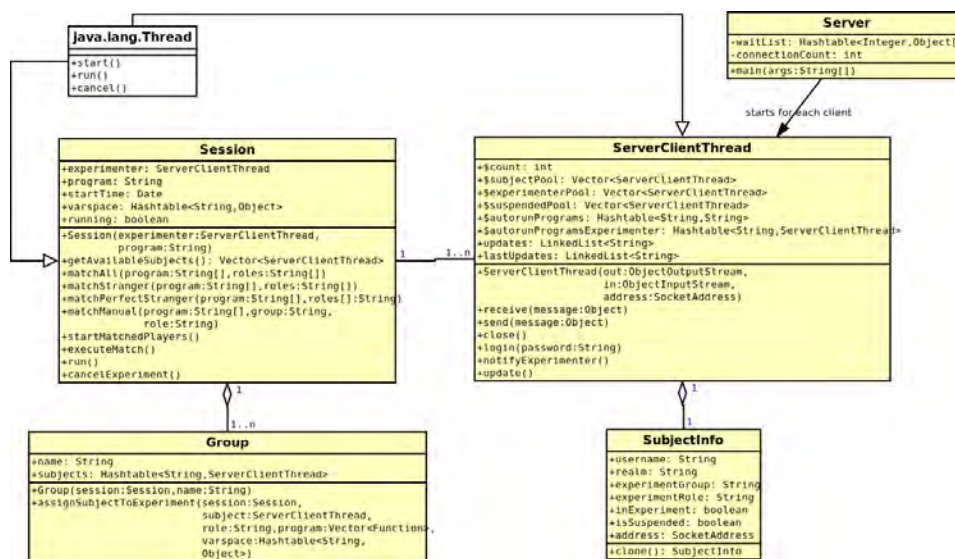 java.lang.Thread
+start()
+run()
+cancel()
Server
-waitList: Hashtable<Integer,Object[
-connectionCount: int
+main(args:String[])
starts for each client
Session
+experimenter: ServerClientThread
+program: String
+startTime: Date
+varspace: Hashtable<String,Object>
+running: boolean
+Session(experimenter:ServerClientThread,
program:String)
+getAvailableSubjects(): Vector<ServerClientThread>
+matchAll(program:String[],roles:String[])
+matchStranger(program:String[],roles:String[])
+matchPerfectStranger(program:String[],roles[]:String)
+matchManual(program:String[],group:String,
role:String)
+startMatchedPlayers()
+executeMatch()
+run()
+cancelExperiment()
1
1..n
ServerClientThread
+$count: int
+$subjectPool: Vector<ServerClientThread>
+$experimenterPool: Vector<ServerClientThread>
+$suspendedPool: Vector<ServerClientThread>
+$autorunPrograms: Hashtable<String,String>
+$autorunProgramsExperimenter: Hashtable<String,ServerClientThread>
+updates: LinkedList<String>
+lastUpdates: LinkedList<String>
+ServerClientThread(out:ObjectOutputStream,
in:ObjectInputStream,
address:SocketAddress)
+receive(message:Object)
+send(message:Object)
+close()
+login(password:String)
+notifyExperimenter()
+update()
1
1..n
Group
+name: String
+subjects: Hashtable<String,ServerClientThread>
+Group(session:Session,name:String)
+assignSubjectToExperiment(session:Session,
subject:ServerClientThread,
role:String,program:Vector<Function>,
varspace:Hashtable<String,
Object>)
1
1
SubjectInfo
+username: String
+realm: String
+experimentGroup: String
+experimentRole: String
+inExperiment: boolean
+isSuspended: boolean
+address: SocketAddress
+clone(): SubjectInfo